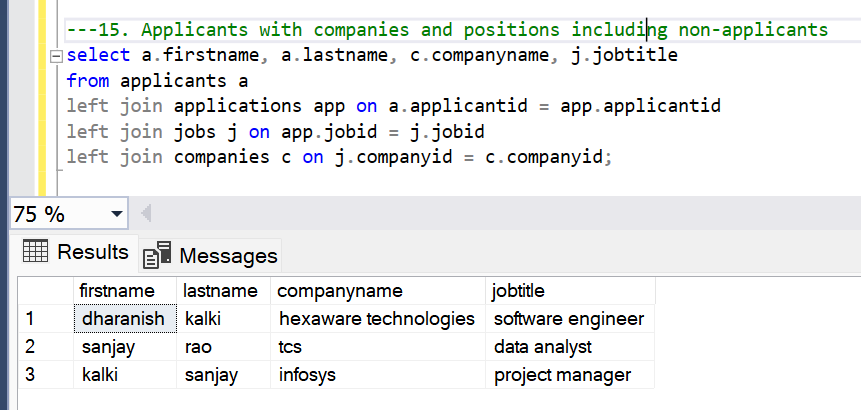 ---15. Applicants with companies and positions including non-applicants
select a.firstname, a.lastname, c.companyname, j.jobtitle
from applicants a
left join applications app on a.applicantid = app.applicantid
left join jobs j on app.jobid = j.jobid
left join companies c on j.companyid = c.companyid;
75 %
Results Messages
firstname lastname companyname jobtitle
1 dharanish kalki hexaware technologies software engineer
2 sanjay rao tcs data analyst
3 kalki sanjay infosys project manager